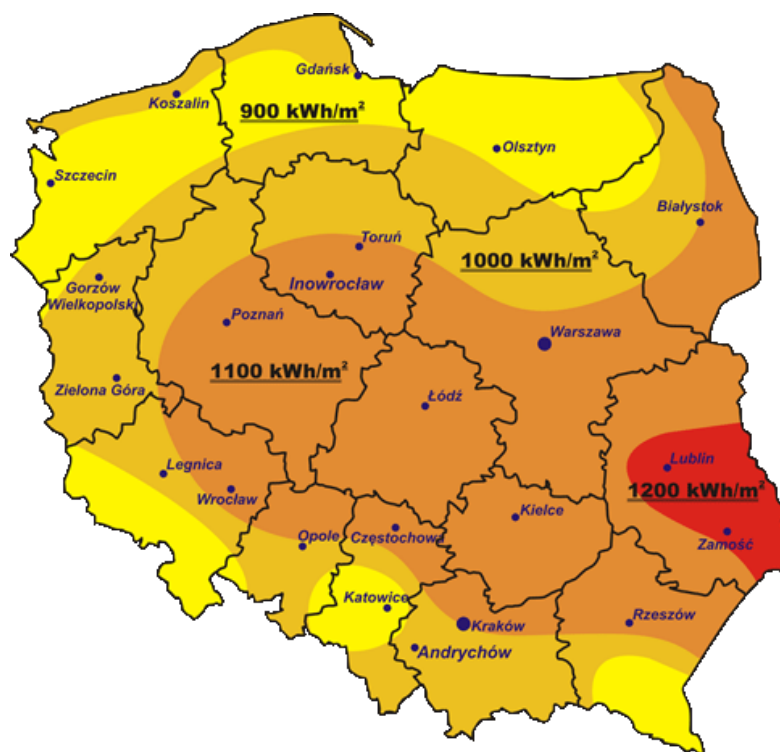 Gdańsk
Koszalin
900 kWh/m²
Olsztyn
Szczecin
Białystok
Toruń
1000 kWh/m²
Gorzów
Wielkopolski
Inowrocław
Poznań
Warszawa
1100 kWh/m²
Zielona Góra
Łódź
Legnica
Lublin
Wrocław
1200 kWh/m²
Kielce
Opole
Częstochowa
Zamość
Katowice
Kraków
Rzeszów
Andrychów